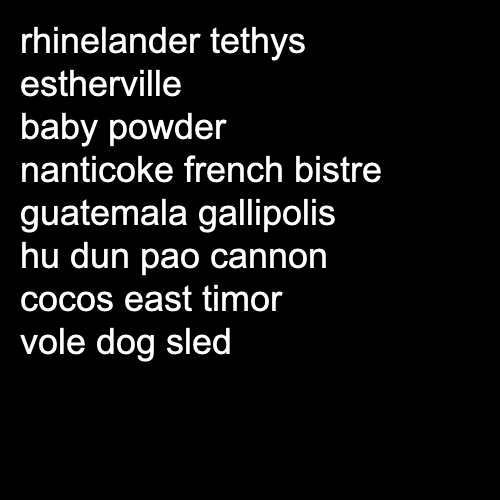 rhinelander tethys
estherville
baby powder
nanticoke french bistre
guatemala gallipolis
hu dun pao cannon
cocos east timor
vole dog sled